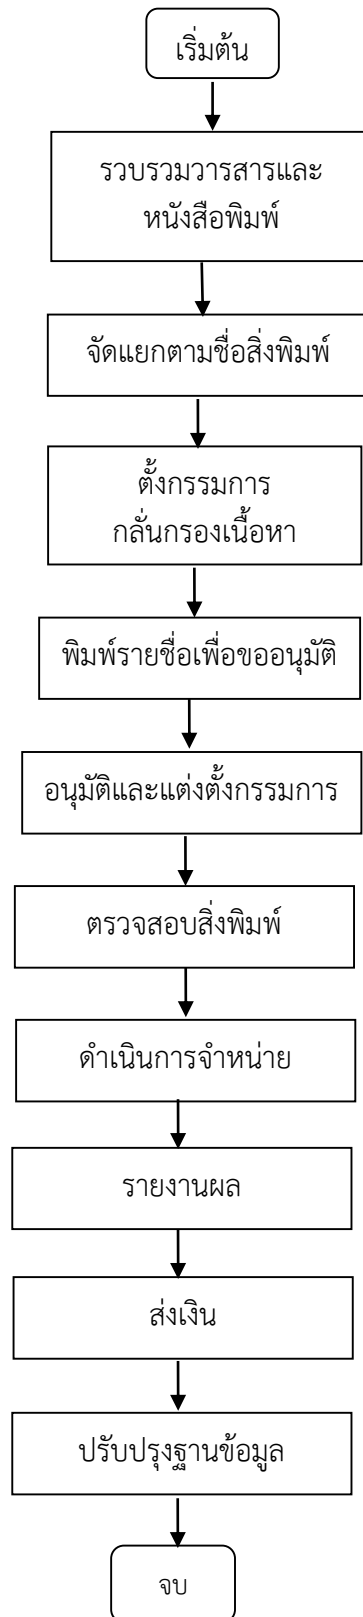 เริ่มต้น
รวบรวมวารสารและ
หนังสือพิมพ์
จัดแยกตามชื่อสิ่งพิมพ์
ตั้งกรรมการ
กลั่นกรองเนื้อหา
พิมพ์รายชื่อเพื่อขออนุมัติ
อนุมัติและแต่งตั้งกรรมการ
ตรวจสอบสิ่งพิมพ์
ดำเนินการจำหน่าย
รายงานผล
ส่งเงิน
ปรับปรุงฐานข้อมูล
จบ